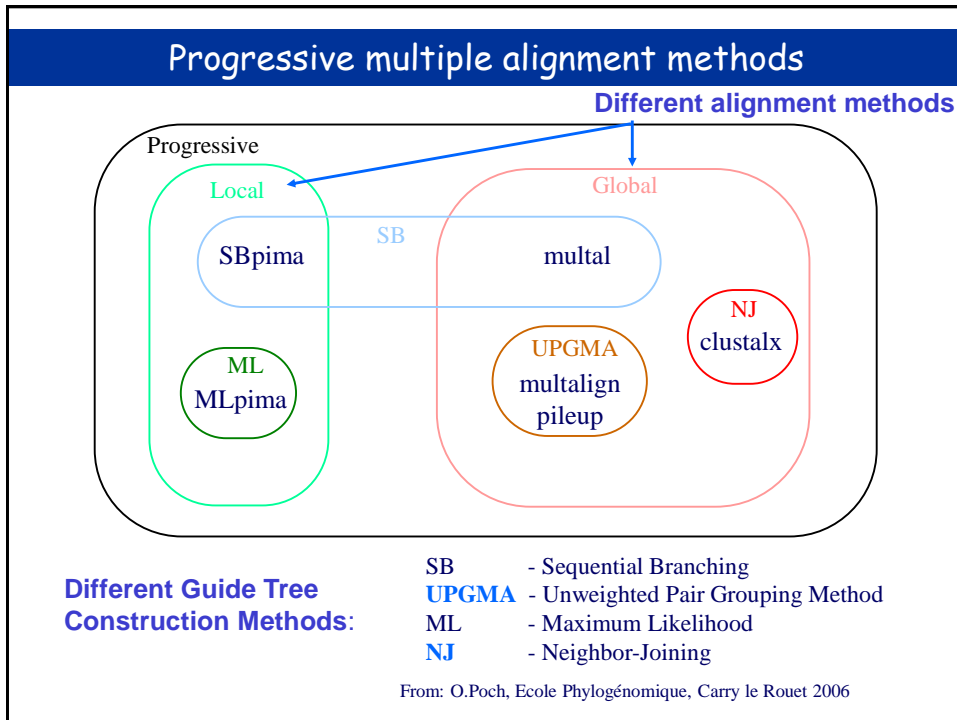 Progressive multiple alignment methods
Different alignment methods
Progressive
Local
Global
SB
SBpima
multal
NJ
clustalx
UPGMA
multalign
pileup
ML
MLpima
Different Guide Tree
Construction Methods:
SB - Sequential Branching
UPGMA - Unweighted Pair Grouping Method
ML - Maximum Likelihood
NJ - Neighbor-Joining
From: O.Poch, Ecole Phylogénomique, Carry le Rouet 2006